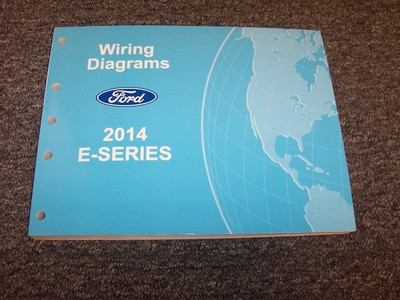 Wiring
Diagrams
Ford
2014
E-SERIES